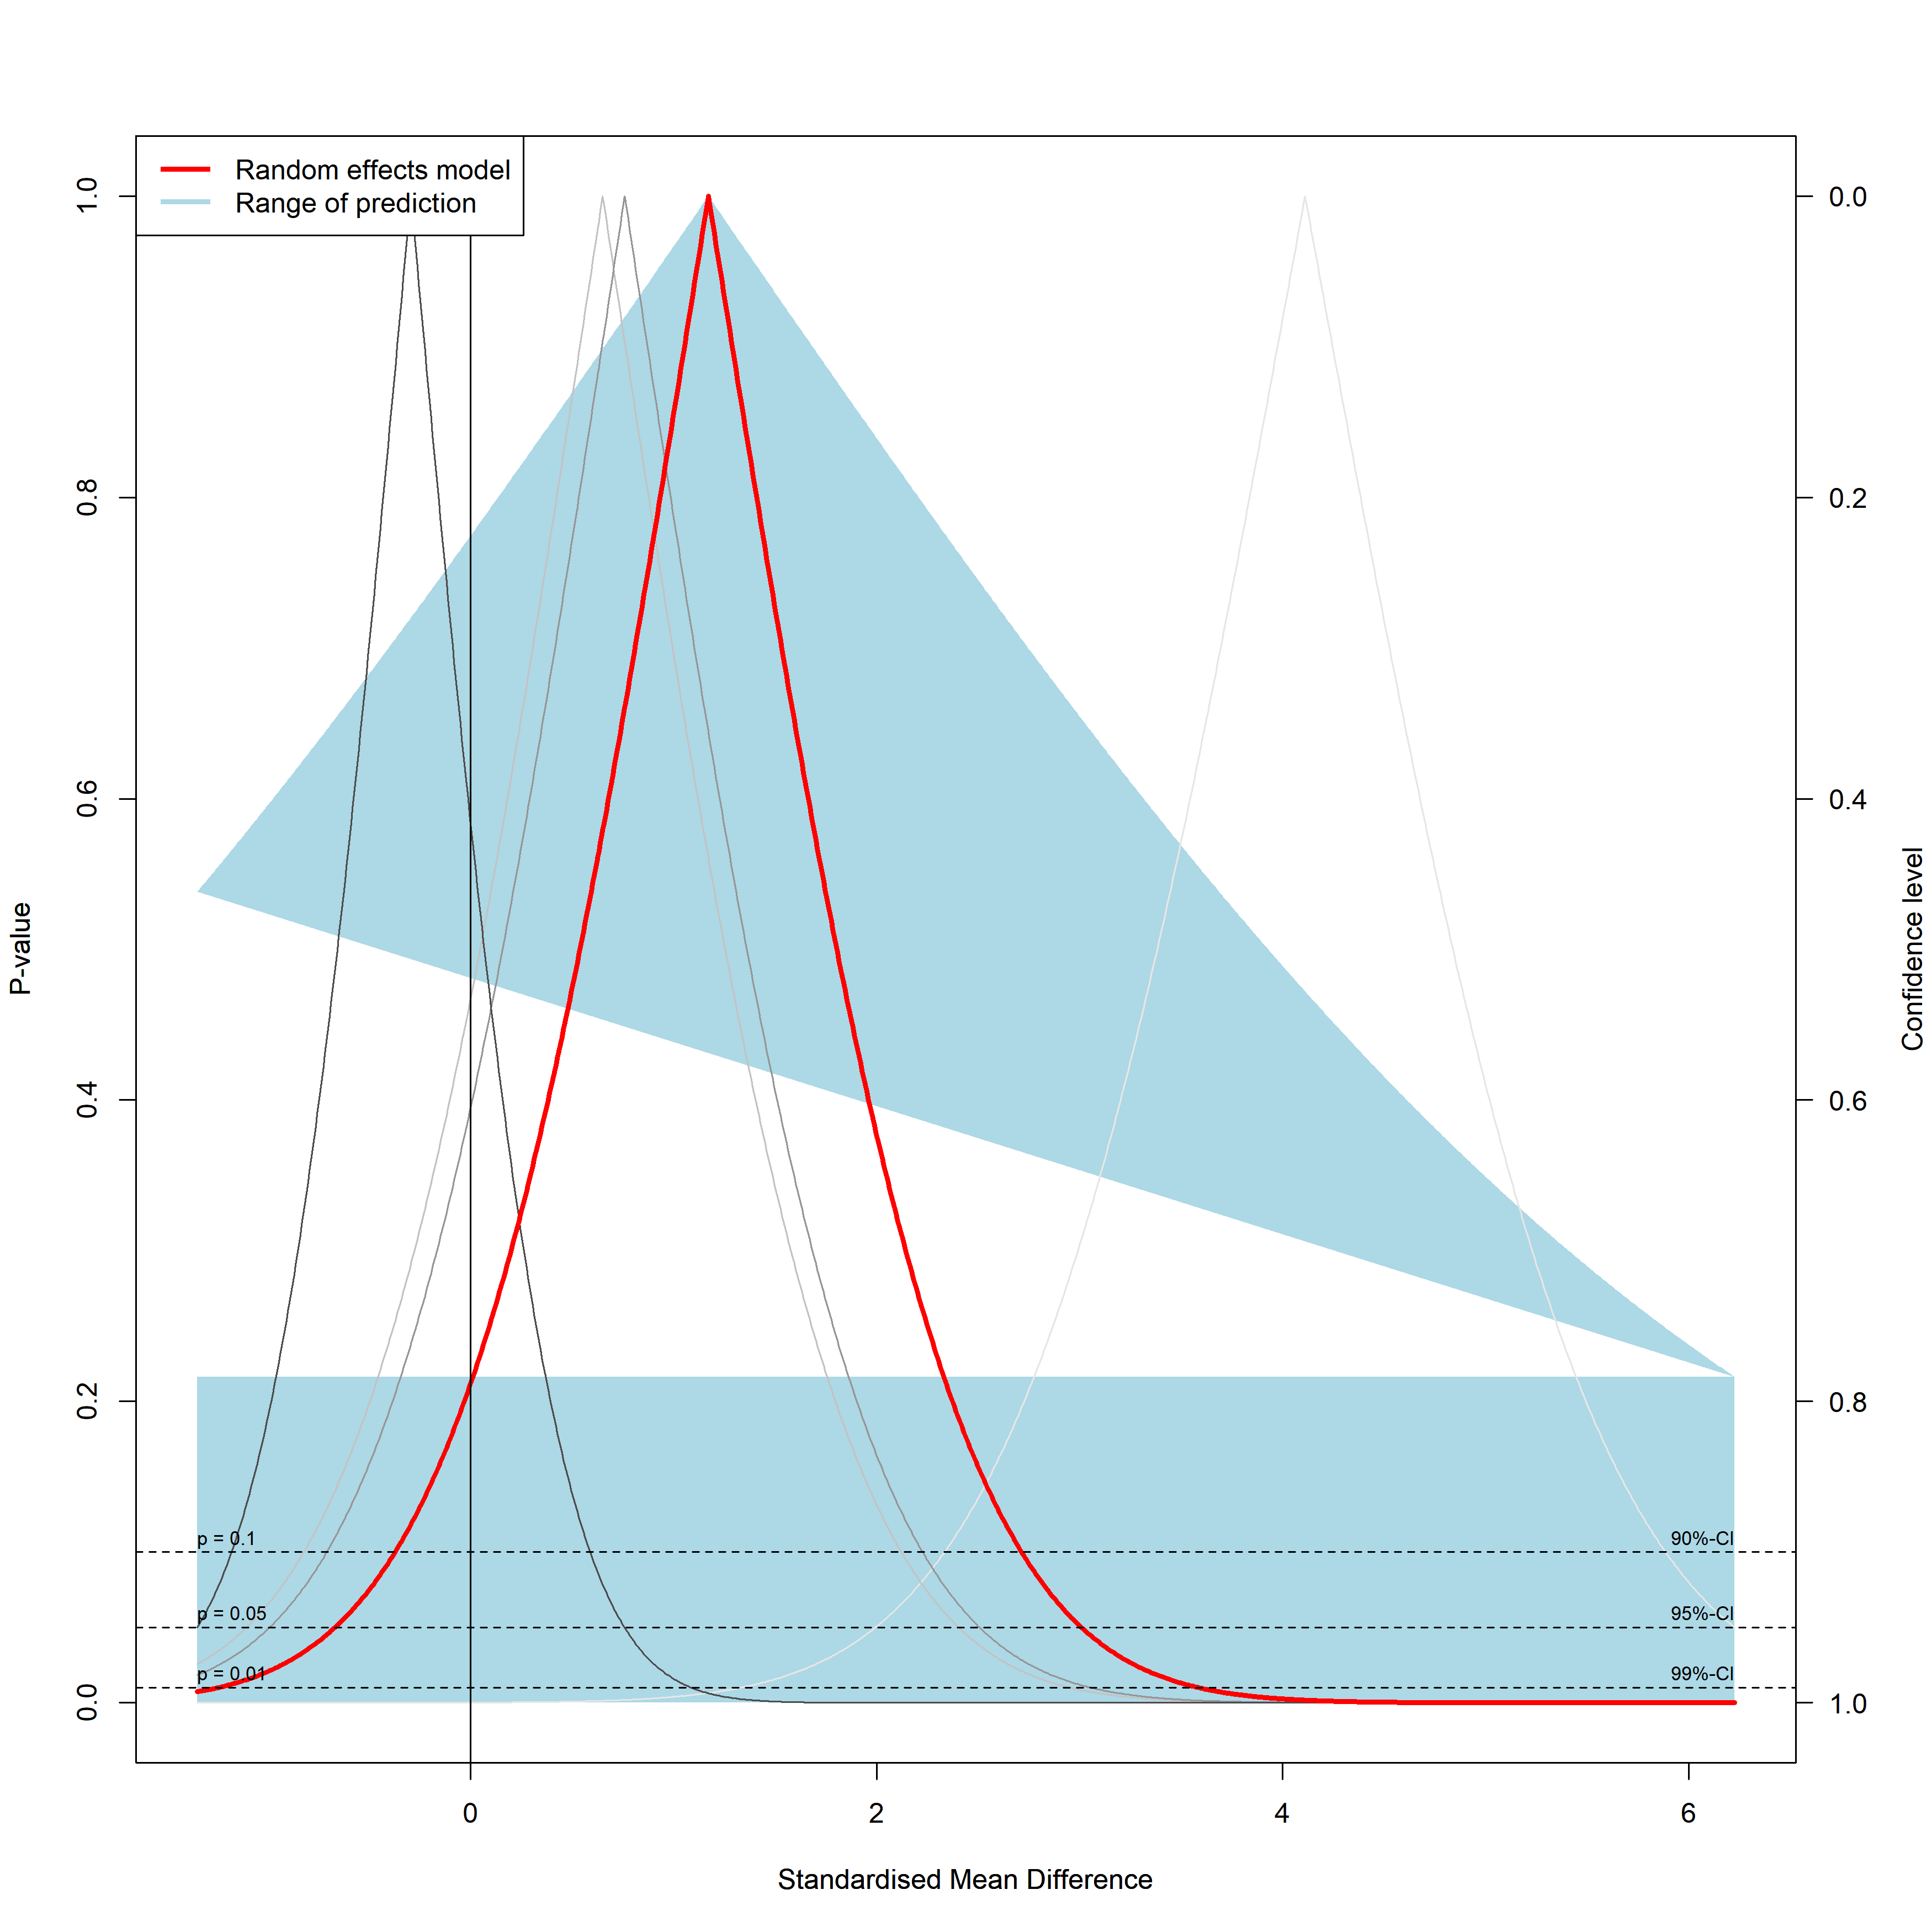 Random effects model
Range of prediction
1.0
0.8
0.6
0.4
0.2
0.0
P-value
0.0
0.2
0.4
0.6
0.8
1.0
Confidence level
p = 0.1
90%-CI
p = 0.05
95%-CI
p = 0.01
99%-CI
0
2
4
6
Standardised Mean Difference